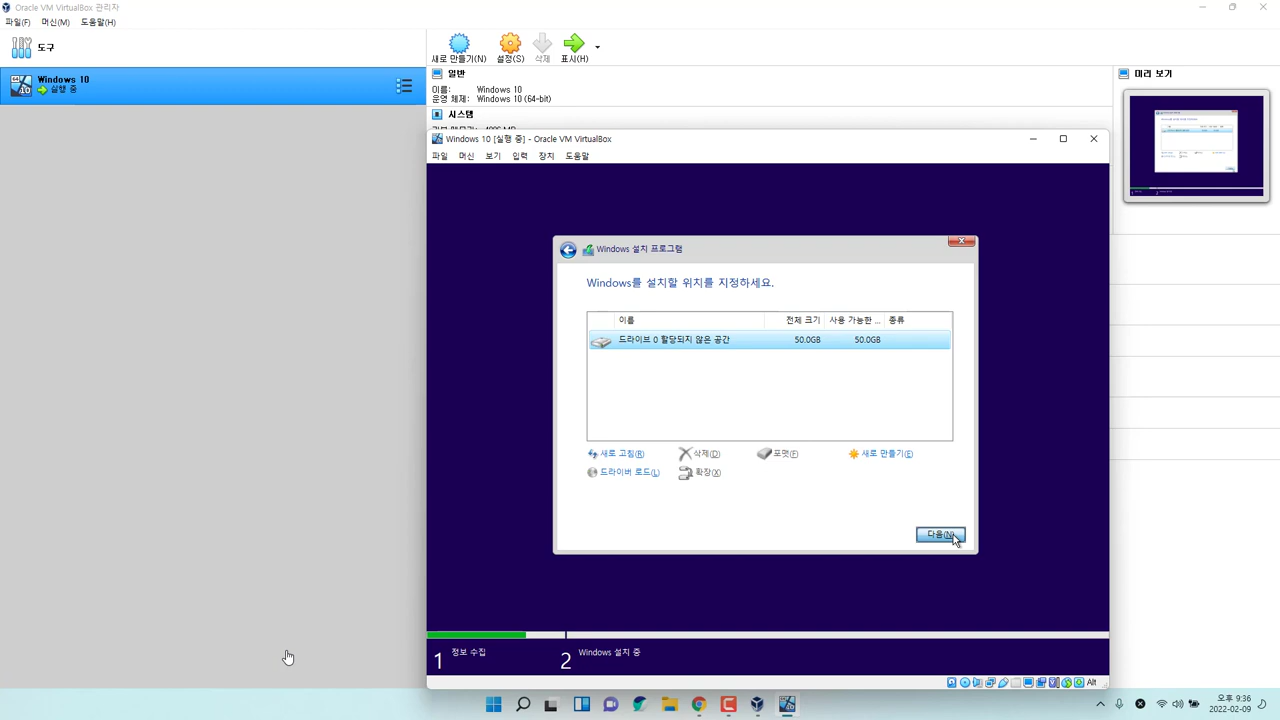 Oracle VM VirtualBox 관리자
파일(F) 머신(M) 도움말(H)
도구
새로 만들기(N) 설정(S) 삭제 표시(H)
Windows 10
실행 중
일반
미리 보기
이름: Windows 10
운영 체제: Windows 10 (64-bit)
시스템
Windows 10 [실행 중] - Oracle VM VirtualBox
파일 머신 보기 입력 장치 도움말
Windows 설치 프로그램
Windows를 설치할 위치를 지정하세요.
이름 전체 크기 사용 가능한 ... 종류
드라이브 0 할당되지 않은 공간 50.0GB 50.0GB
새로 고침(R) 삭제(D) 포맷(F) 새로 만들기(E)
드라이버 로드(L) 확장(X)
다음(N)
1 정보 수집 2 Windows 설치 중
Alt
오후 9:36
2022-02-09